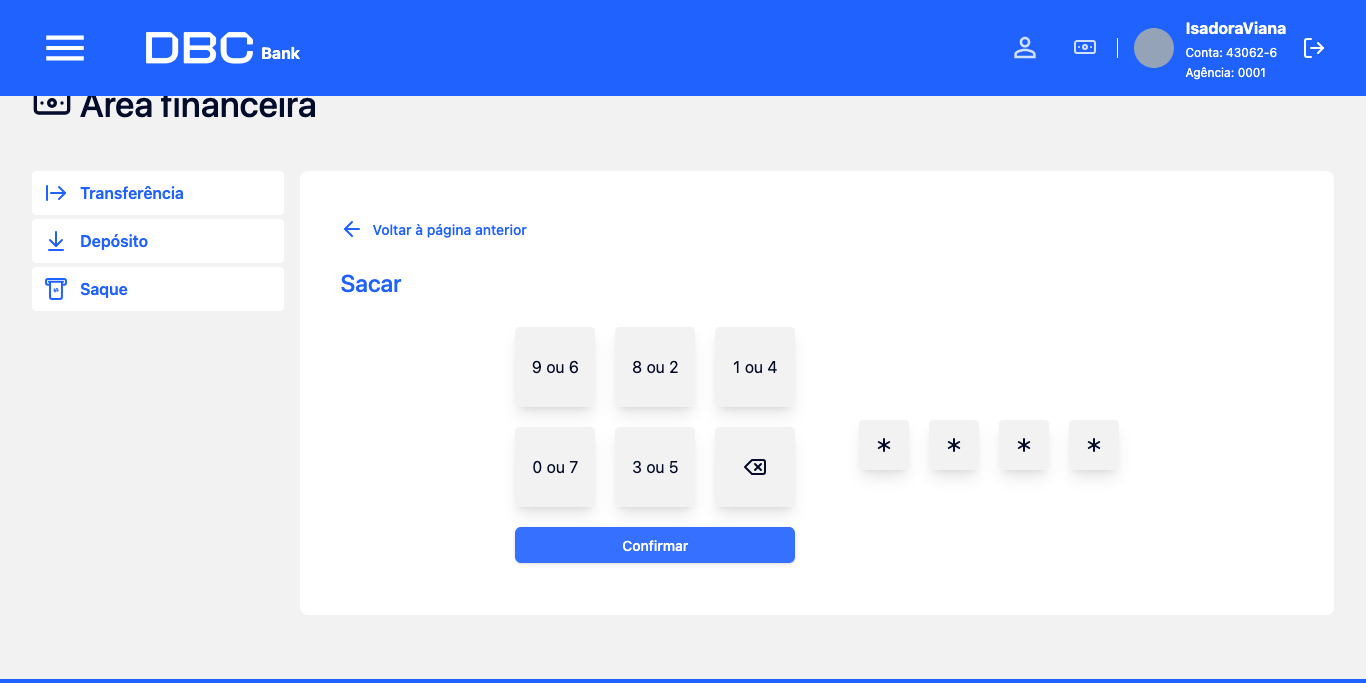 DBC Bank
IsadoraViana
Conta: 43062-6
Agência: 0001
Área financeira
Transferência
Depósito
Saque
Voltar à página anterior
Sacar
9 ou 6
8 ou 2
1 ou 4
0 ou 7
3 ou 5
* * * *
Confirmar